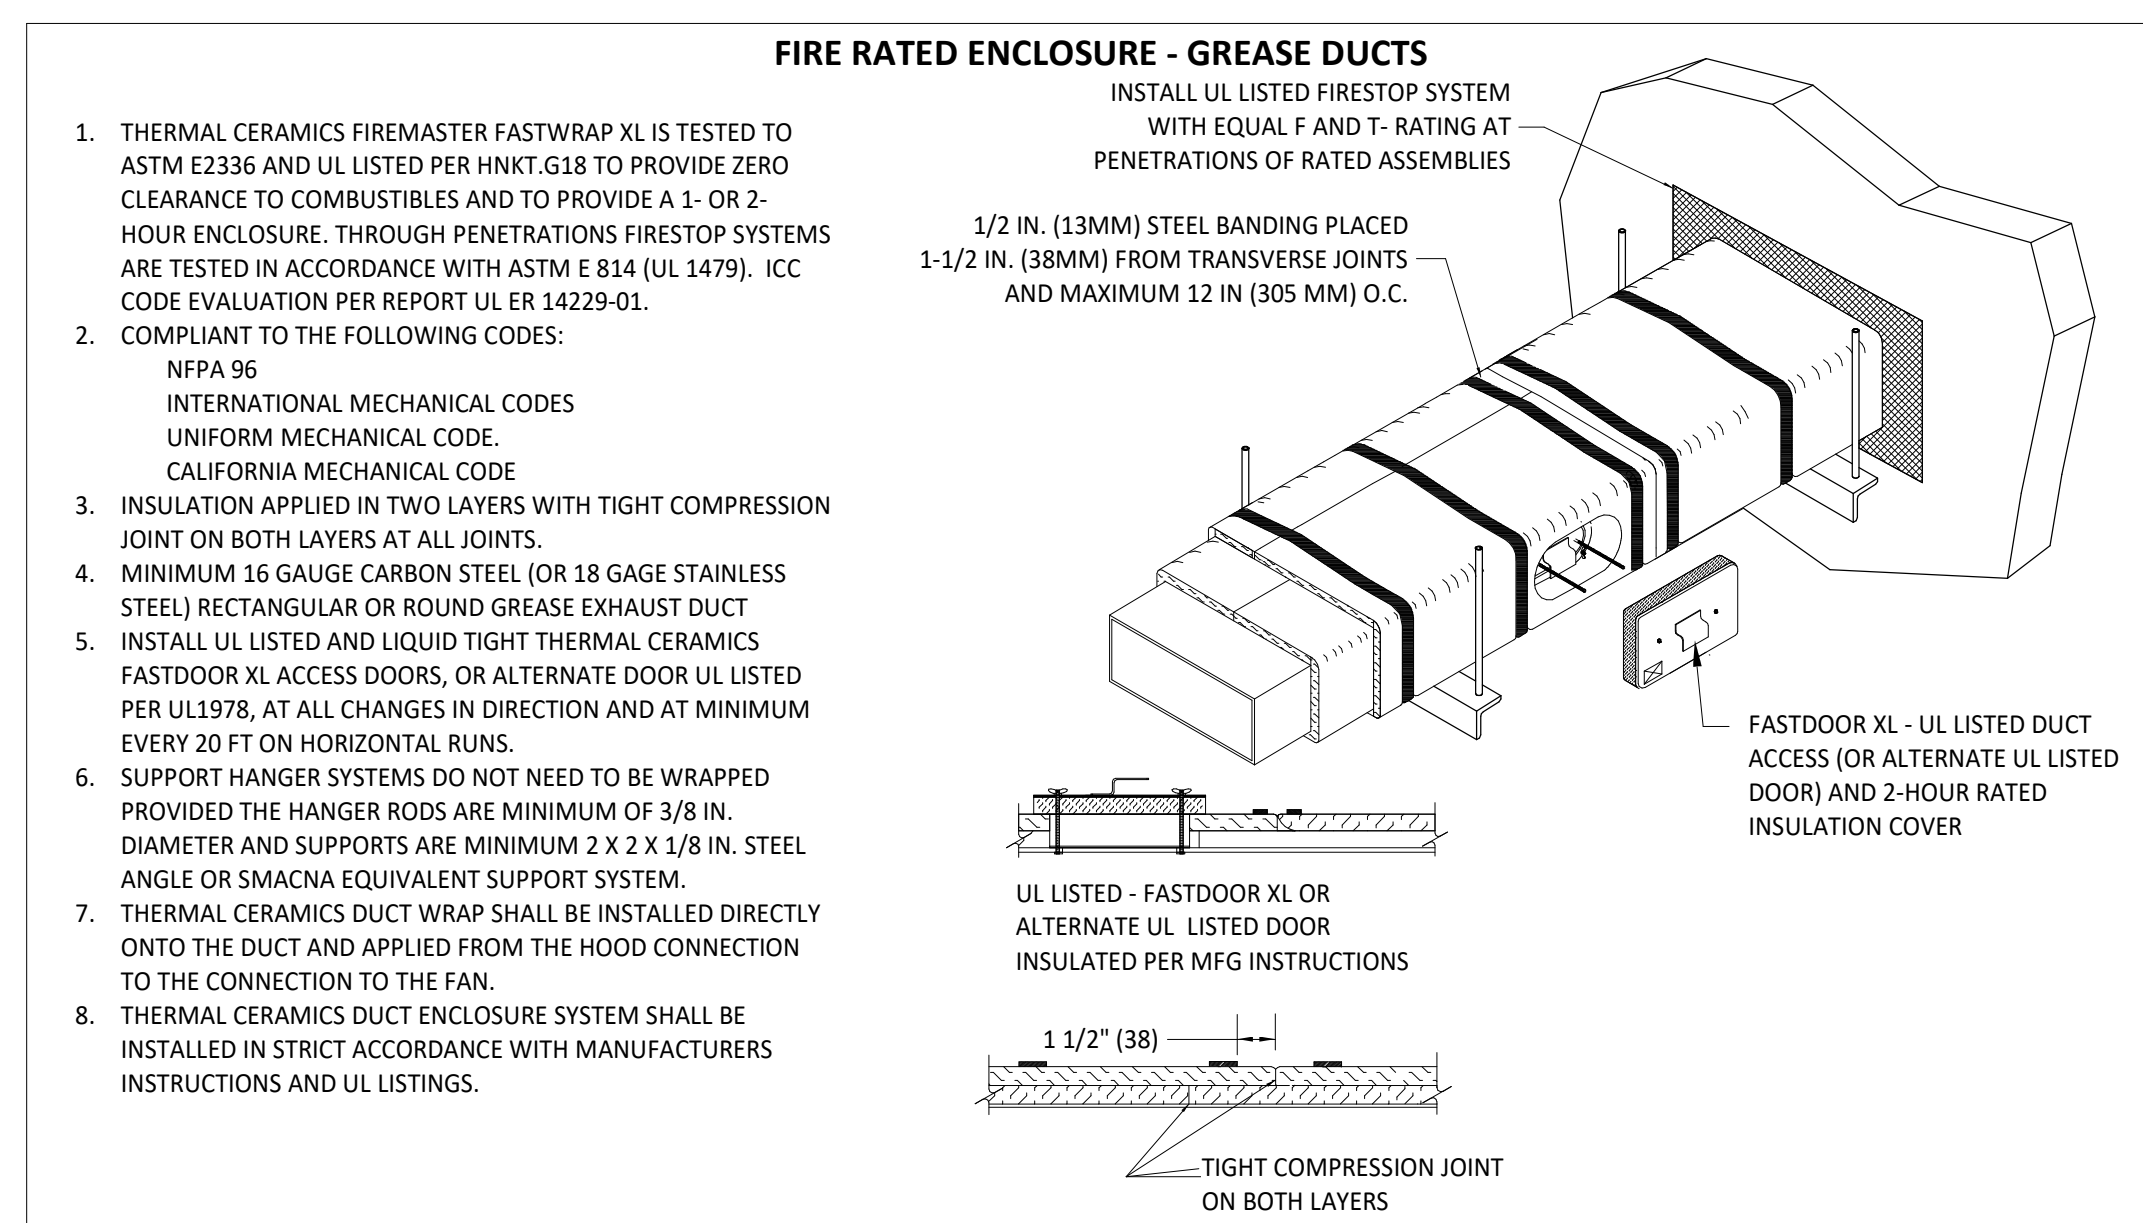 FIRE RATED ENCLOSURE - GREASE DUCTS
1. THERMAL CERAMICS FIREMASTER FASTWRAP XL IS TESTED TO
ASTM E2336 AND UL LISTED PER HNKT.G18 TO PROVIDE ZERO
CLEARANCE TO COMBUSTIBLES AND TO PROVIDE A 1- OR 2-
HOUR ENCLOSURE. THROUGH PENETRATIONS FIRESTOP SYSTEMS
ARE TESTED IN ACCORDANCE WITH ASTM E 814 (UL 1479). ICC
CODE EVALUATION PER REPORT UL ER 14229-01.
2. COMPLIANT TO THE FOLLOWING CODES:
NFPA 96
INTERNATIONAL MECHANICAL CODES
UNIFORM MECHANICAL CODE.
CALIFORNIA MECHANICAL CODE
3. INSULATION APPLIED IN TWO LAYERS WITH TIGHT COMPRESSION
JOINT ON BOTH LAYERS AT ALL JOINTS.
4. MINIMUM 16 GAUGE CARBON STEEL (OR 18 GAGE STAINLESS
STEEL) RECTANGULAR OR ROUND GREASE EXHAUST DUCT
5. INSTALL UL LISTED AND LIQUID TIGHT THERMAL CERAMICS
FASTDOOR XL ACCESS DOORS, OR ALTERNATE DOOR UL LISTED
PER UL1978, AT ALL CHANGES IN DIRECTION AND AT MINIMUM
EVERY 20 FT ON HORIZONTAL RUNS.
6. SUPPORT HANGER SYSTEMS DO NOT NEED TO BE WRAPPED
PROVIDED THE HANGER RODS ARE MINIMUM OF 3/8 IN.
DIAMETER AND SUPPORTS ARE MINIMUM 2 X 2 X 1/8 IN. STEEL
ANGLE OR SMACNA EQUIVALENT SUPPORT SYSTEM.
7. THERMAL CERAMICS DUCT WRAP SHALL BE INSTALLED DIRECTLY
ONTO THE DUCT AND APPLIED FROM THE HOOD CONNECTION
TO THE CONNECTION TO THE FAN.
8. THERMAL CERAMICS DUCT ENCLOSURE SYSTEM SHALL BE
INSTALLED IN STRICT ACCORDANCE WITH MANUFACTURERS
INSTRUCTIONS AND UL LISTINGS.
INSTALL UL LISTED FIRESTOP SYSTEM
WITH EQUAL F AND T- RATING AT
PENETRATIONS OF RATED ASSEMBLIES
1/2 IN. (13MM) STEEL BANDING PLACED
1-1/2 IN. (38MM) FROM TRANSVERSE JOINTS
AND MAXIMUM 12 IN (305 MM) O.C.
FASTDOOR XL - UL LISTED DUCT
ACCESS (OR ALTERNATE UL LISTED
DOOR) AND 2-HOUR RATED
INSULATION COVER
UL LISTED - FASTDOOR XL OR
ALTERNATE UL LISTED DOOR
INSULATED PER MFG INSTRUCTIONS
1 1/2" (38)
TIGHT COMPRESSION JOINT
ON BOTH LAYERS